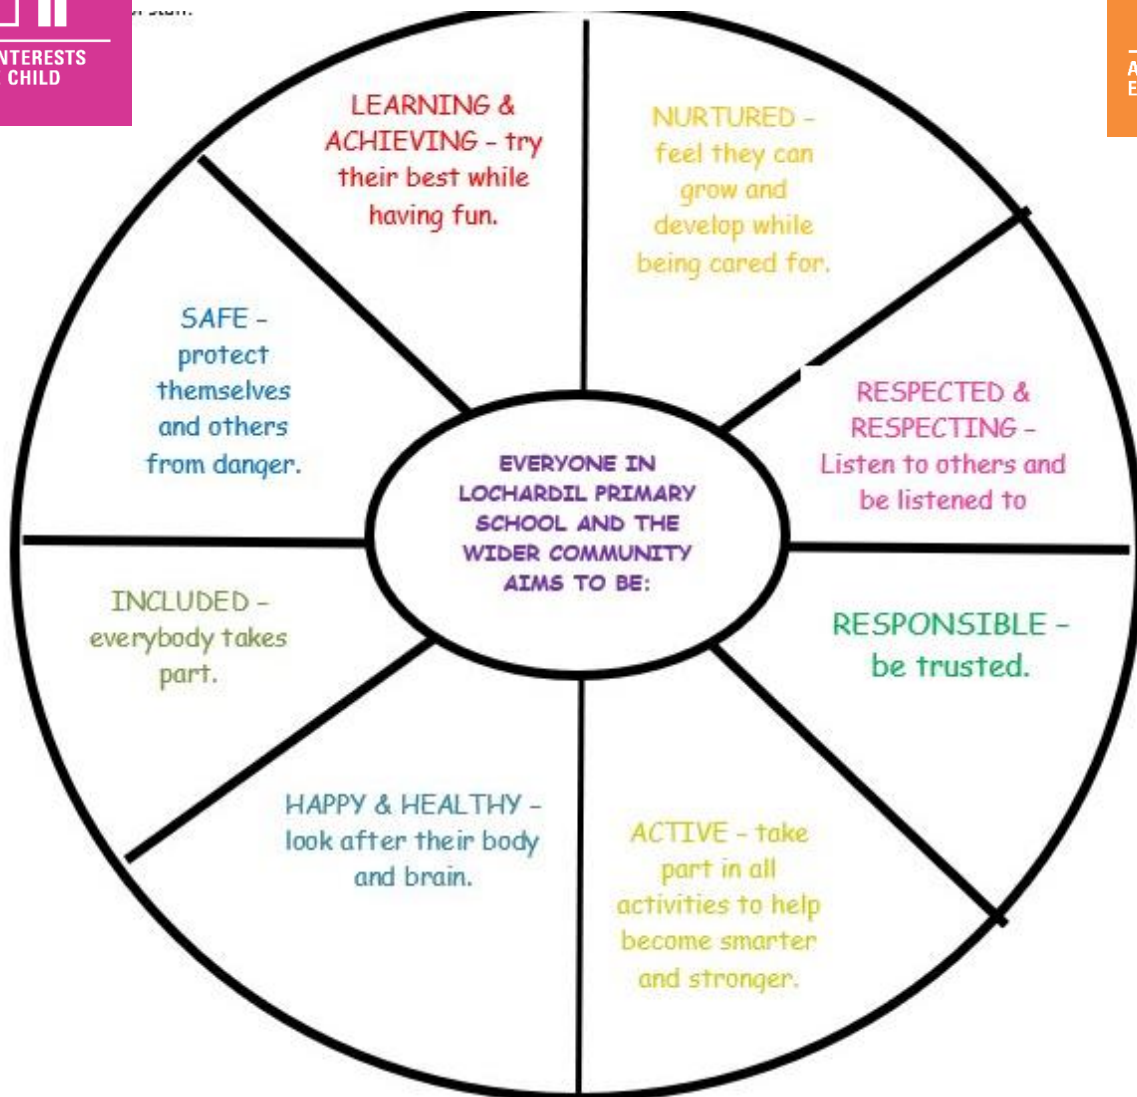 INTERESTS
CHILD
LEARNING &
ACHIEVING - try
their best while
having fun.
NURTURED -
feel they can
grow and
develop while
being cared for.
RESPECTED &
RESPECTING -
Listen to others and
be listened to
RESPONSIBLE -
be trusted.
ACTIVE - take
part in all
activities to help
become smarter
and stronger.
HAPPY & HEALTHY -
look after their body
and brain.
INCLUDED -
everybody takes
part.
SAFE -
protect
themselves
and others
from danger.
EVERYONE IN
LOCHARDIL PRIMARY
SCHOOL AND THE
WIDER COMMUNITY
AIMS TO BE: